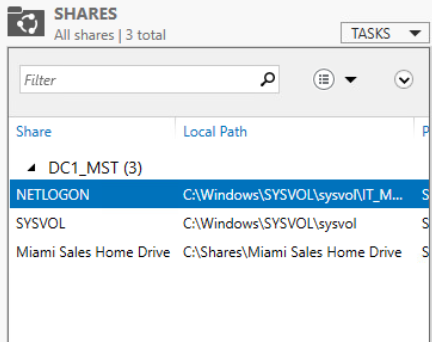 SHARES
All shares | 3 total
TASKS
Filter
Share Local Path P
DC1_MST (3)
NETLOGON C:\Windows\SYSVOL\sysvol\IT_M... S
SYSVOL C:\Windows\SYSVOL\sysvol S
Miami Sales Home Drive C:\Shares\Miami Sales Home Drive S